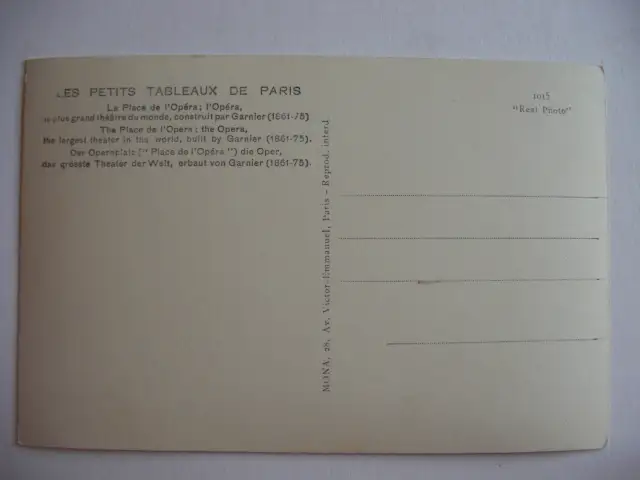 LES PETITS TABLEAUX DE PARIS
La Place de l'Opéra; l'Opéra,
le plus grand théâtre du monde, construit par Garnier (1861-75)
The Place de l'Opera; the Opera,
the largest theater in the world, built by Garnier (1861-75).
Der Opernplatz ("Place de l'Opéra") die Oper,
das grösste Theater der Welt, erbaut von Garnier (1861-75).
MONA, 28, Av. Victor-Emmanuel, Paris - Reprod. interd
1015
"Real Photo"